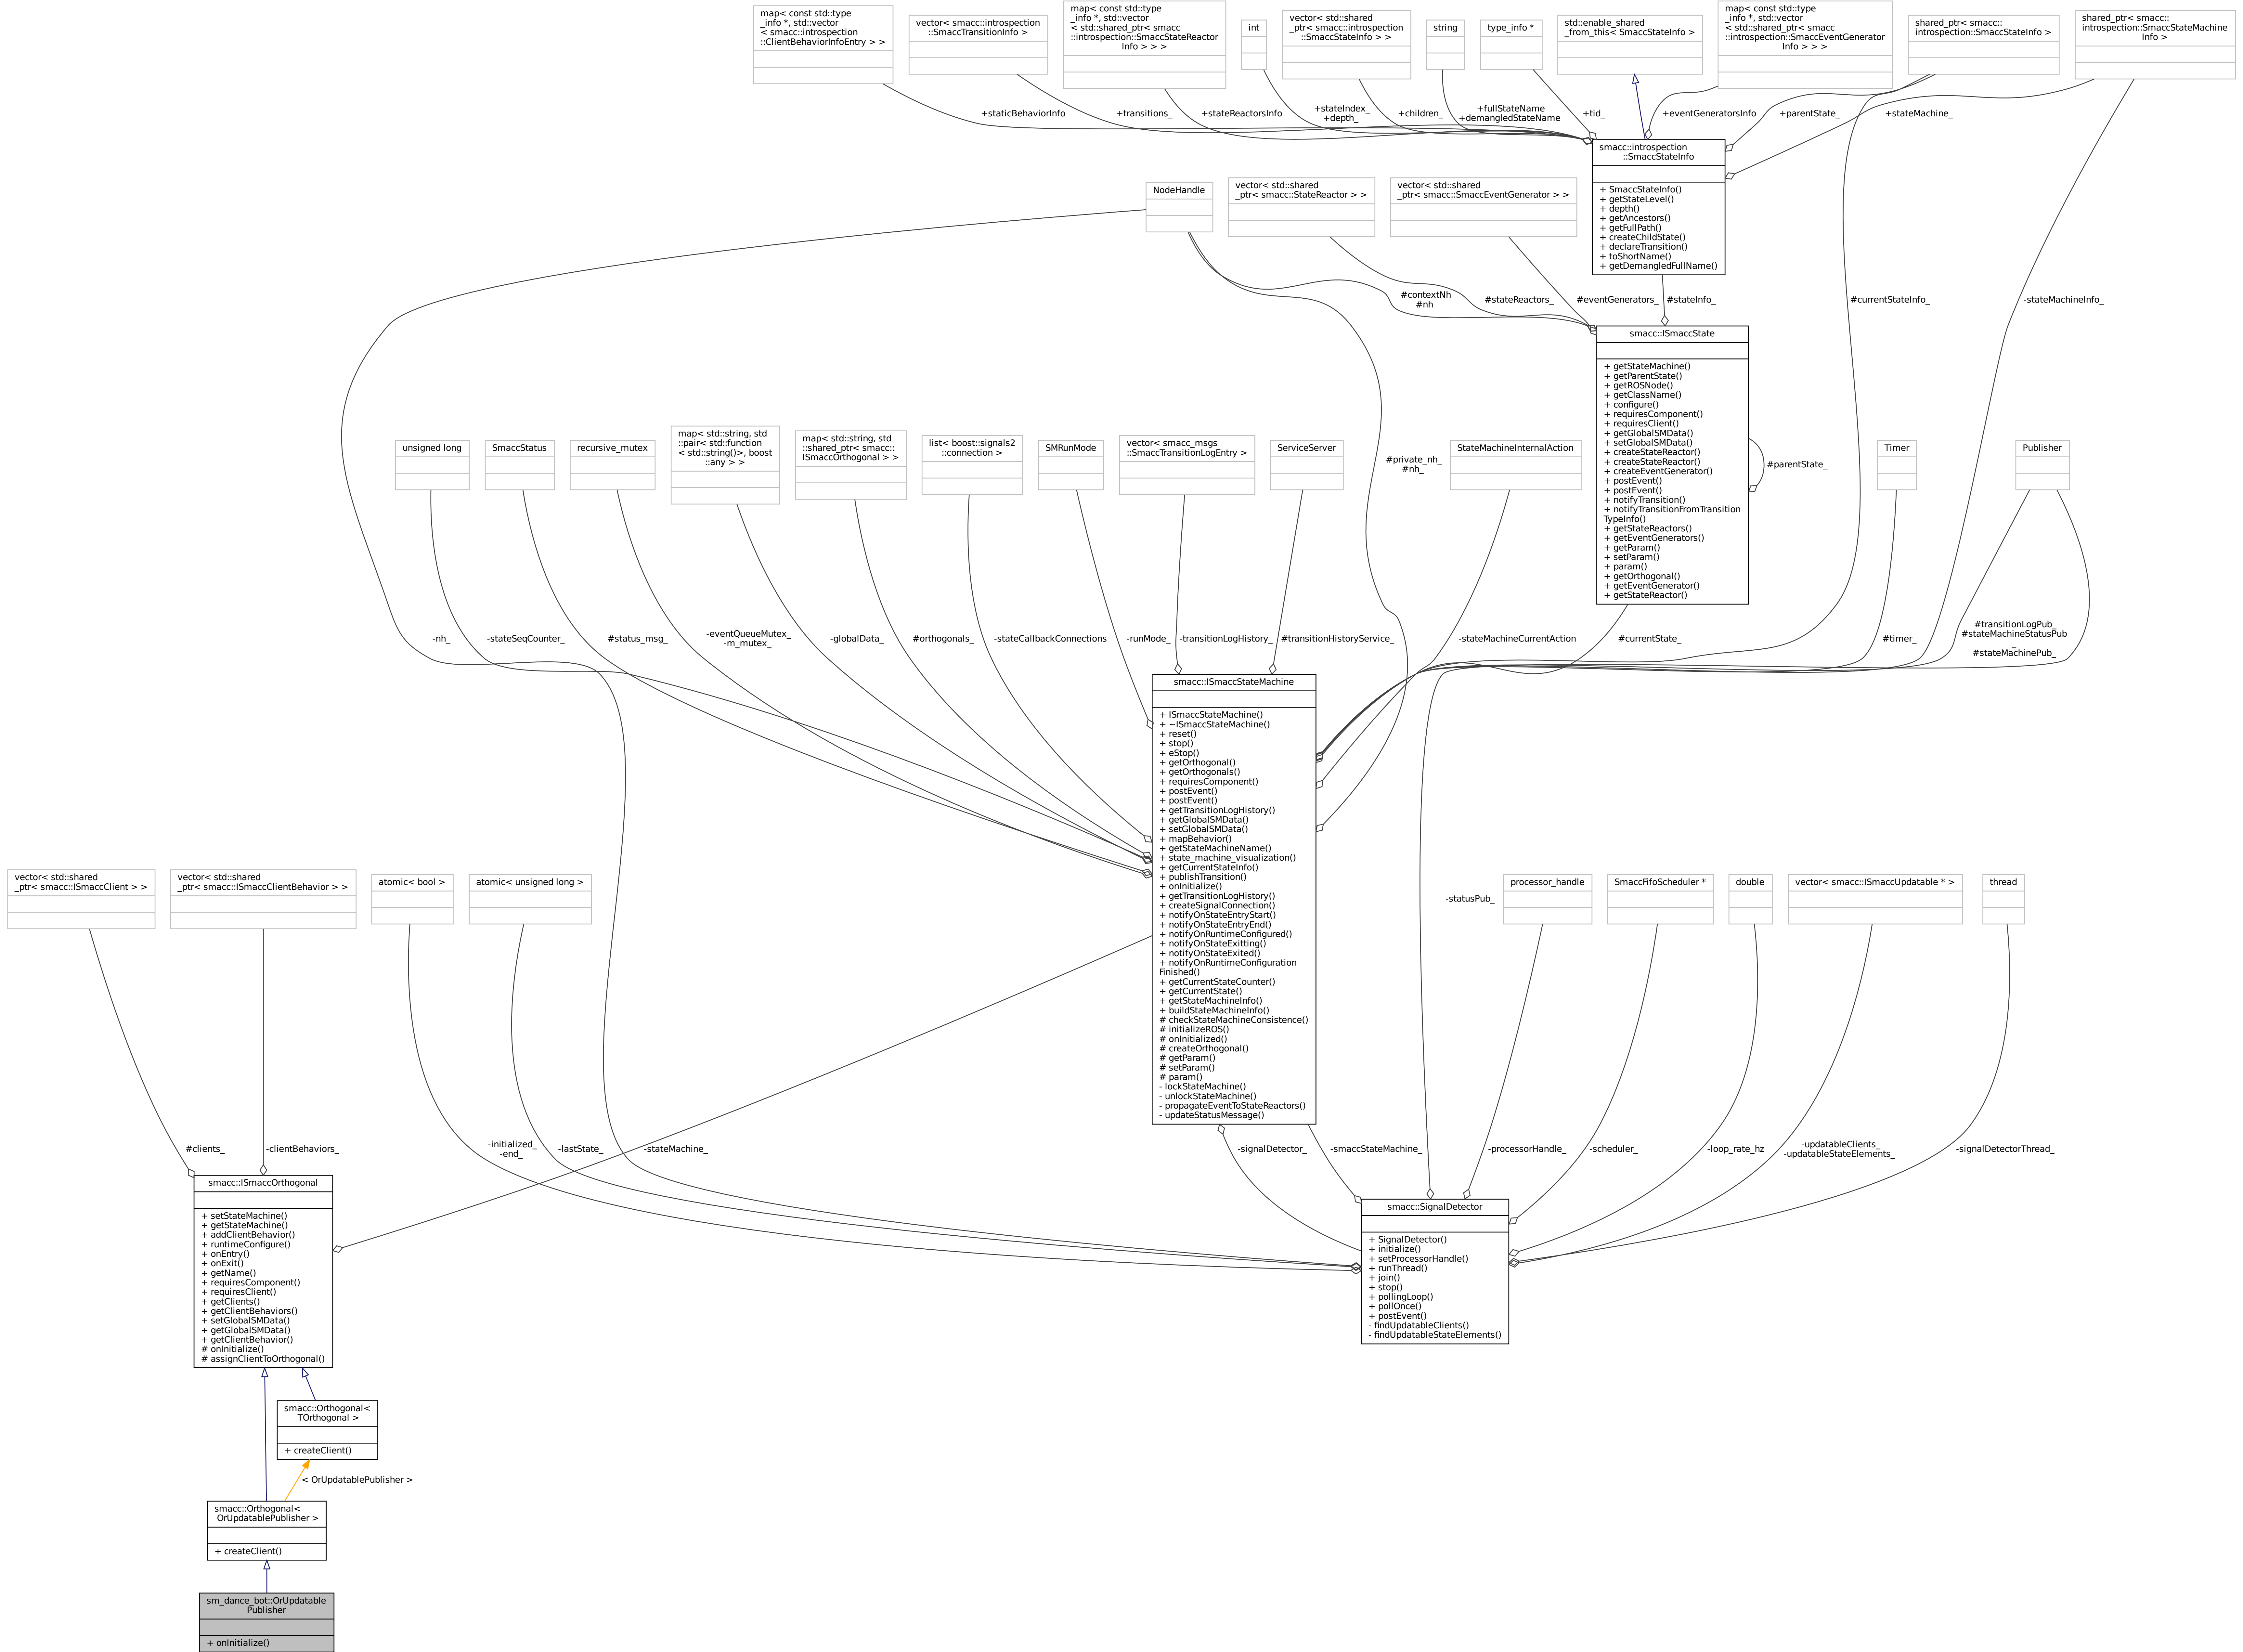 map< const std::type
_info *, std::vector
< smacc::introspection
::ClientBehaviorInfoEntry > >
vector< smacc::introspection
::SmaccTransitionInfo >
map< const std::type
_info *, std::vector
< std::shared_ptr< smacc
::introspection::SmaccStateReactor
Info > > >
int
vector< std::shared
_ptr< smacc::introspection
::SmaccStateInfo > >
string
type_info *
std::enable_shared
_from_this< SmaccStateInfo >
map< const std::type
_info *, std::vector
< std::shared_ptr< smacc
::introspection::SmaccEventGenerator
Info > > >
shared_ptr< smacc::
introspection::SmaccStateInfo >
shared_ptr< smacc::
introspection::SmaccStateMachine
Info >
+staticBehaviorInfo
+transitions_
+stateReactorsInfo
+stateIndex_
+depth_
+children_
+fullStateName
+demangledStateName
+tid_
+eventGeneratorsInfo
+parentState_
+stateMachine_
smacc::introspection
::SmaccStateInfo
+ SmaccStateInfo()
+ getStateLevel()
+ depth()
+ getAncestors()
+ getFullPath()
+ createChildState()
+ declareTransition()
+ toShortName()
+ getDemangledFullName()
NodeHandle
vector< std::shared
_ptr< smacc::StateReactor > >
vector< std::shared
_ptr< smacc::SmaccEventGenerator > >
#contextNh
#nh
#stateReactors_
#eventGenerators_
#stateInfo_
#currentStateInfo_
-stateMachineInfo_
smacc::ISmaccState
+ getStateMachine()
+ getParentState()
+ getROSNode()
+ getClassName()
+ configure()
+ requiresComponent()
+ requiresClient()
+ getGlobalSMData()
+ setGlobalSMData()
+ createStateReactor()
+ createStateReactor()
+ createEventGenerator()
+ postEvent()
+ postEvent()
+ notifyTransition()
+ notifyTransitionFromTransition
TypeInfo()
+ getStateReactors()
+ getEventGenerators()
+ getParam()
+ setParam()
+ param()
+ getOrthogonal()
+ getEventGenerator()
+ getStateReactor()
#parentState_
unsigned long
SmaccStatus
recursive_mutex
map< std::string, std
::pair< std::function
< std::string()>, boost
::any > >
map< std::string, std
::shared_ptr< smacc::
ISmaccOrthogonal > >
list< boost::signals2
::connection >
SMRunMode
vector< smacc_msgs
::SmaccTransitionLogEntry >
ServiceServer
#private_nh_
#nh_
StateMachineInternalAction
Timer
Publisher
-nh_
-stateSeqCounter_
#status_msg_
-eventQueueMutex_
-m_mutex_
-globalData_
#orthogonals_
-stateCallbackConnections
-runMode_
-transitionLogHistory_
#transitionHistoryService_
-stateMachineCurrentAction
#currentState_
#timer_
#transitionLogPub_
#stateMachineStatusPub
_
#stateMachinePub_
smacc::ISmaccStateMachine
+ ISmaccStateMachine()
+ ~ISmaccStateMachine()
+ reset()
+ stop()
+ eStop()
+ getOrthogonal()
+ getOrthogonals()
+ requiresComponent()
+ postEvent()
+ postEvent()
+ getTransitionLogHistory()
+ getGlobalSMData()
+ setGlobalSMData()
+ mapBehavior()
+ getStateMachineName()
+ state_machine_visualization()
+ getCurrentStateInfo()
+ publishTransition()
+ onInitialize()
+ getTransitionLogHistory()
+ createSignalConnection()
+ notifyOnStateEntryStart()
+ notifyOnStateEntryEnd()
+ notifyOnRuntimeConfigured()
+ notifyOnStateExitting()
+ notifyOnStateExited()
+ notifyOnRuntimeConfiguration
Finished()
+ getCurrentStateCounter()
+ getCurrentState()
+ getStateMachineInfo()
+ buildStateMachineInfo()
# checkStateMachineConsistence()
# initializeROS()
# onInitialized()
# createOrthogonal()
# getParam()
# setParam()
# param()
- lockStateMachine()
- unlockStateMachine()
- propagateEventToStateReactors()
- updateStatusMessage()
vector< std::shared
_ptr< smacc::ISmaccClient > >
vector< std::shared
_ptr< smacc::ISmaccClientBehavior > >
atomic< bool >
atomic< unsigned long >
-statusPub_
processor_handle
SmaccFifoScheduler *
double
vector< smacc::ISmaccUpdatable * >
thread
#clients_
-clientBehaviors_
-initialized_
-end_
-lastState_
-stateMachine_
-signalDetector_
-smaccStateMachine_
-processorHandle_
-scheduler_
-loop_rate_hz
-updatableClients_
-updatableStateElements_
-signalDetectorThread_
smacc::ISmaccOrthogonal
+ setStateMachine()
+ getStateMachine()
+ addClientBehavior()
+ runtimeConfigure()
+ onEntry()
+ onExit()
+ getName()
+ requiresComponent()
+ requiresClient()
+ getClients()
+ getClientBehaviors()
+ setGlobalSMData()
+ getGlobalSMData()
+ getClientBehavior()
# onInitialize()
# assignClientToOrthogonal()
smacc::SignalDetector
+ SignalDetector()
+ initialize()
+ setProcessorHandle()
+ runThread()
+ join()
+ stop()
+ pollingLoop()
+ pollOnce()
+ postEvent()
- findUpdatableClients()
- findUpdatableStateElements()
smacc::Orthogonal<
TOrthogonal >
+ createClient()
< OrUpdatablePublisher >
smacc::Orthogonal<
OrUpdatablePublisher >
+ createClient()
sm_dance_bot::OrUpdatable
Publisher
+ onInitialize()